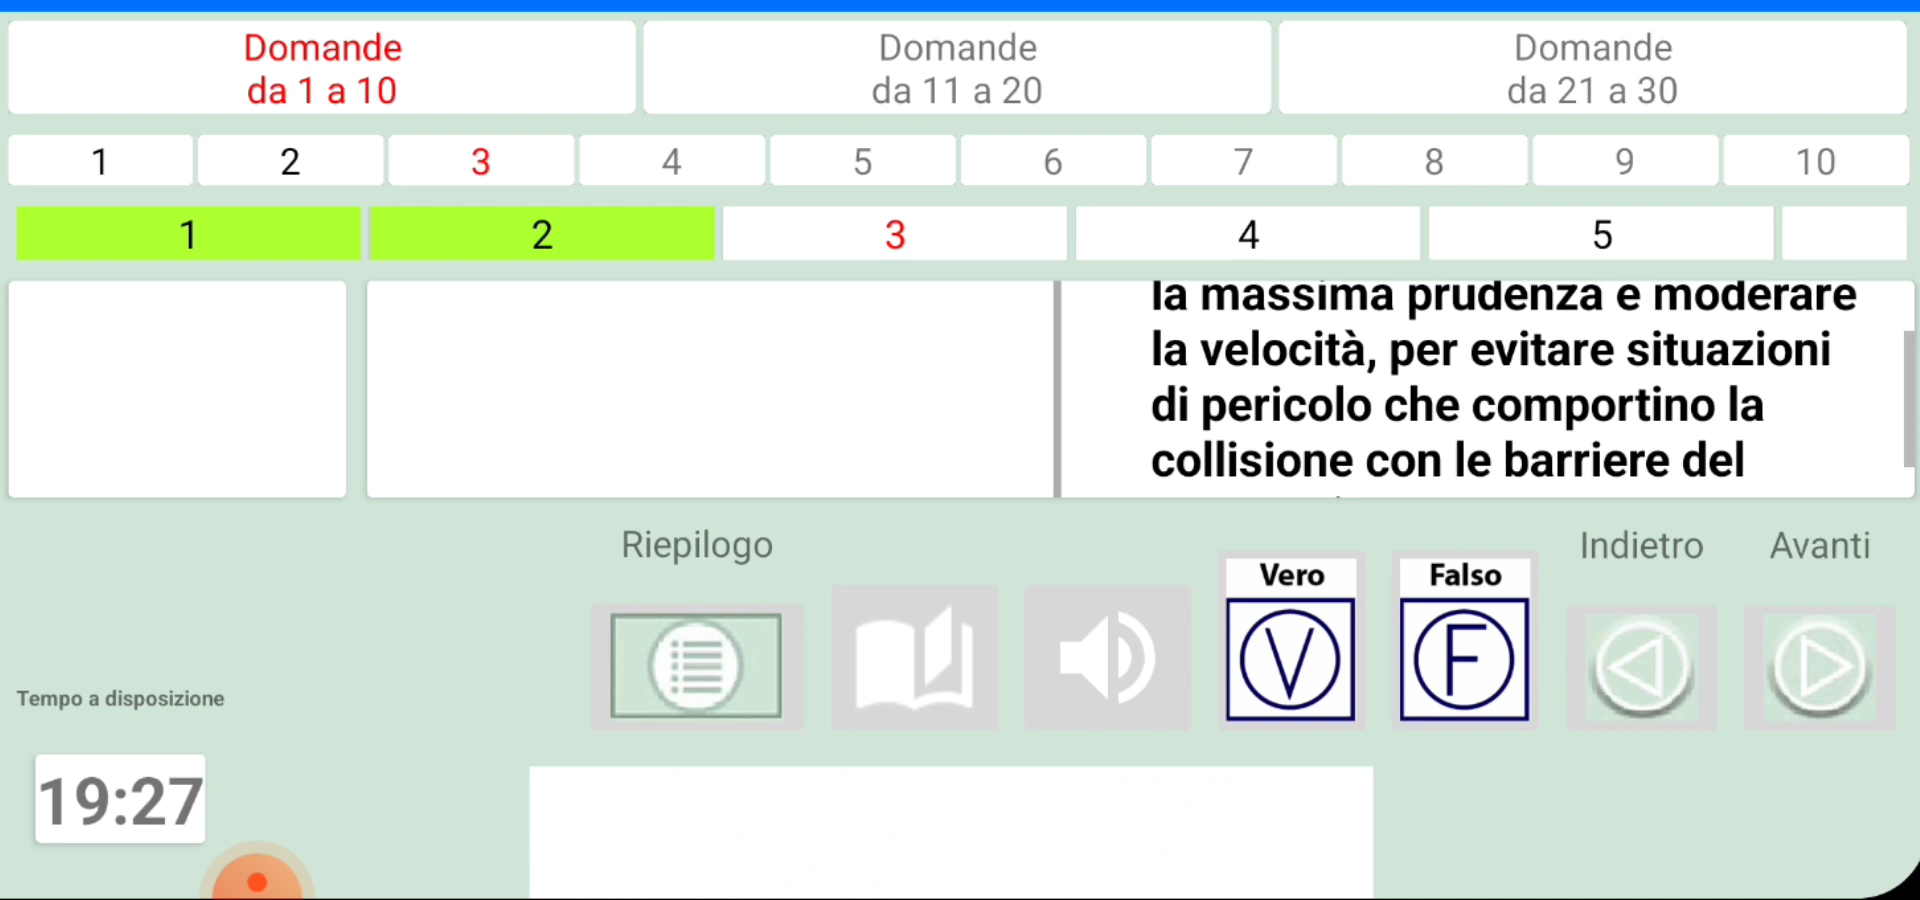 Domande
da 1 a 10
Domande
da 11 a 20
Domande
da 21 a 30
1 2 3 4 5 6 7 8 9 10
1 2 3 4 5
la massima prudenza e moderare
la velocità, per evitare situazioni
di pericolo che comportino la
collisione con le barriere del
Riepilogo
Vero
Falso
Indietro
Avanti
V
F
Tempo a disposizione
19:27